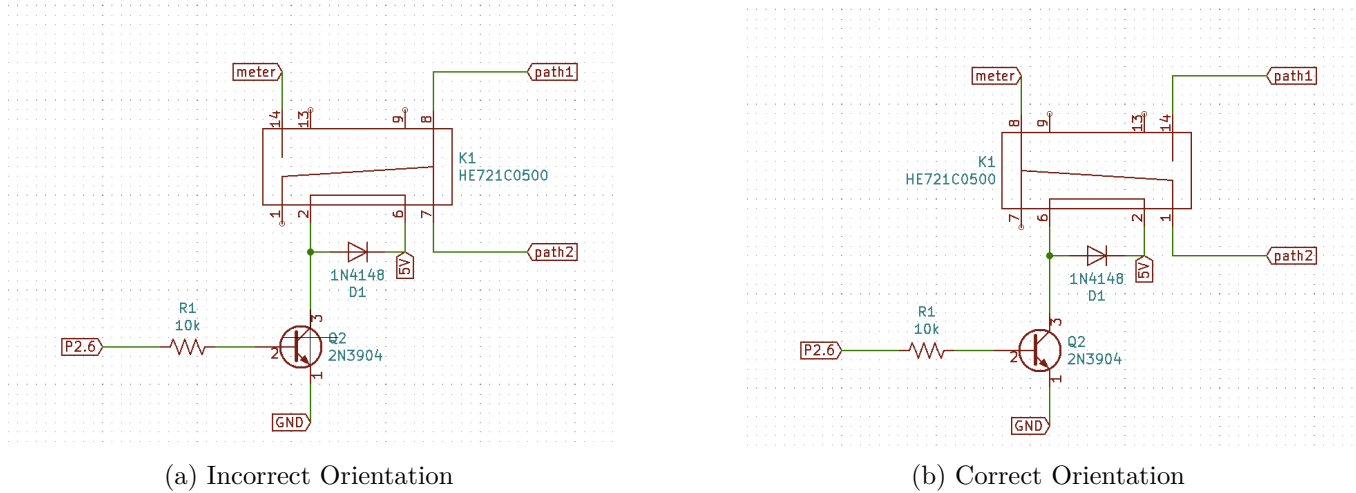 meter
path1
14
13
9
8
K1
HE721C0500
1
2
6
7
path2
1N4148
D1
5V
R1
10k
P2.6
3
2
Q2
2N3904
1
GND
(a) Incorrect Orientation
meter
path1
8
9
13
14
K1
HE721C0500
7
6
2
1
path2
1N4148
D1
5V
R1
10k
P2.6
3
2
Q2
2N3904
1
GND
(b) Correct Orientation